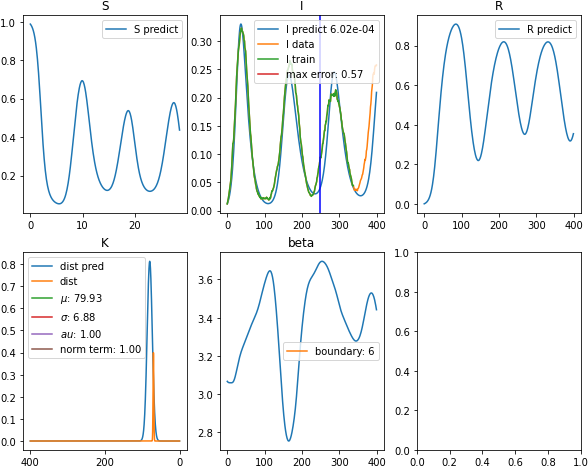 S
I
R
S predict
I predict 6.02e-04
I data
I train
max error: 0.57
R predict
1.0
0.8
0.6
0.4
0.2
0 10 20
0.30
0.25
0.20
0.15
0.10
0.05
0.00
0 100 200 300 400
0.8
0.6
0.4
0.2
0.0
0 100 200 300 400
K
beta
dist pred
dist
μ: 79.93
σ: 6.88
au: 1.00
norm term: 1.00
boundary: 6
0.8
0.7
0.6
0.5
0.4
0.3
0.2
0.1
0.0
400 200 0
3.6
3.4
3.2
3.0
2.8
0 100 200 300 400
1.0
0.8
0.6
0.4
0.2
0.0
0.0 0.2 0.4 0.6 0.8 1.0